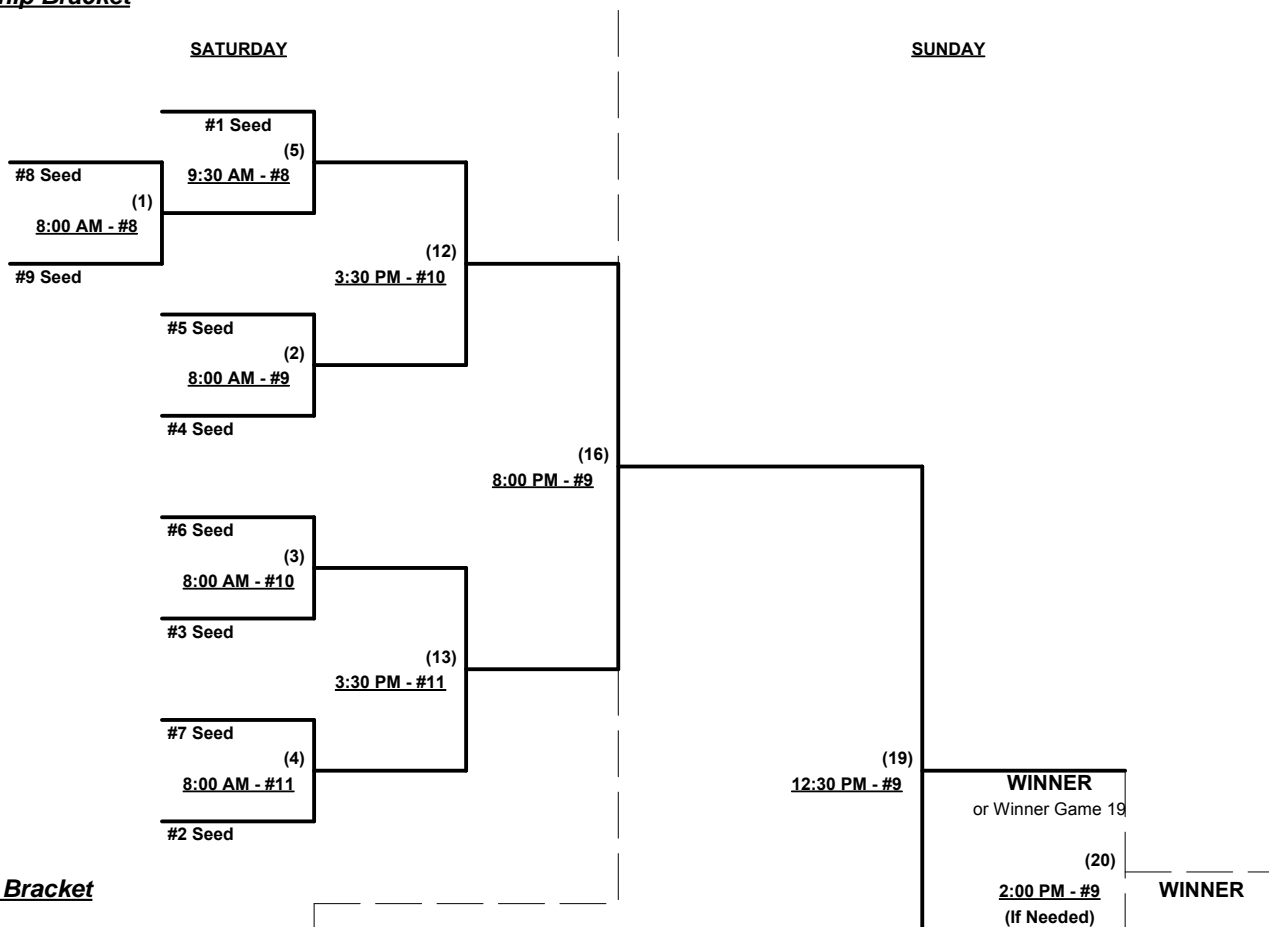 Bracket
SATURDAY
SUNDAY
#1 Seed
(5)
#8 Seed
9:30 AM - #8
(1)
8:00 AM - #8
(12)
#9 Seed
3:30 PM - #10
#5 Seed
(2)
8:00 AM - #9
#4 Seed
(16)
8:00 PM - #9
#6 Seed
(3)
8:00 AM - #10
#3 Seed
(13)
3:30 PM - #11
#7 Seed
(4)
8:00 AM - #11
(19)
12:30 PM - #9
WINNER
or Winner Game 19
#2 Seed
(20)
Bracket
2:00 PM - #9
WINNER
(If Needed)